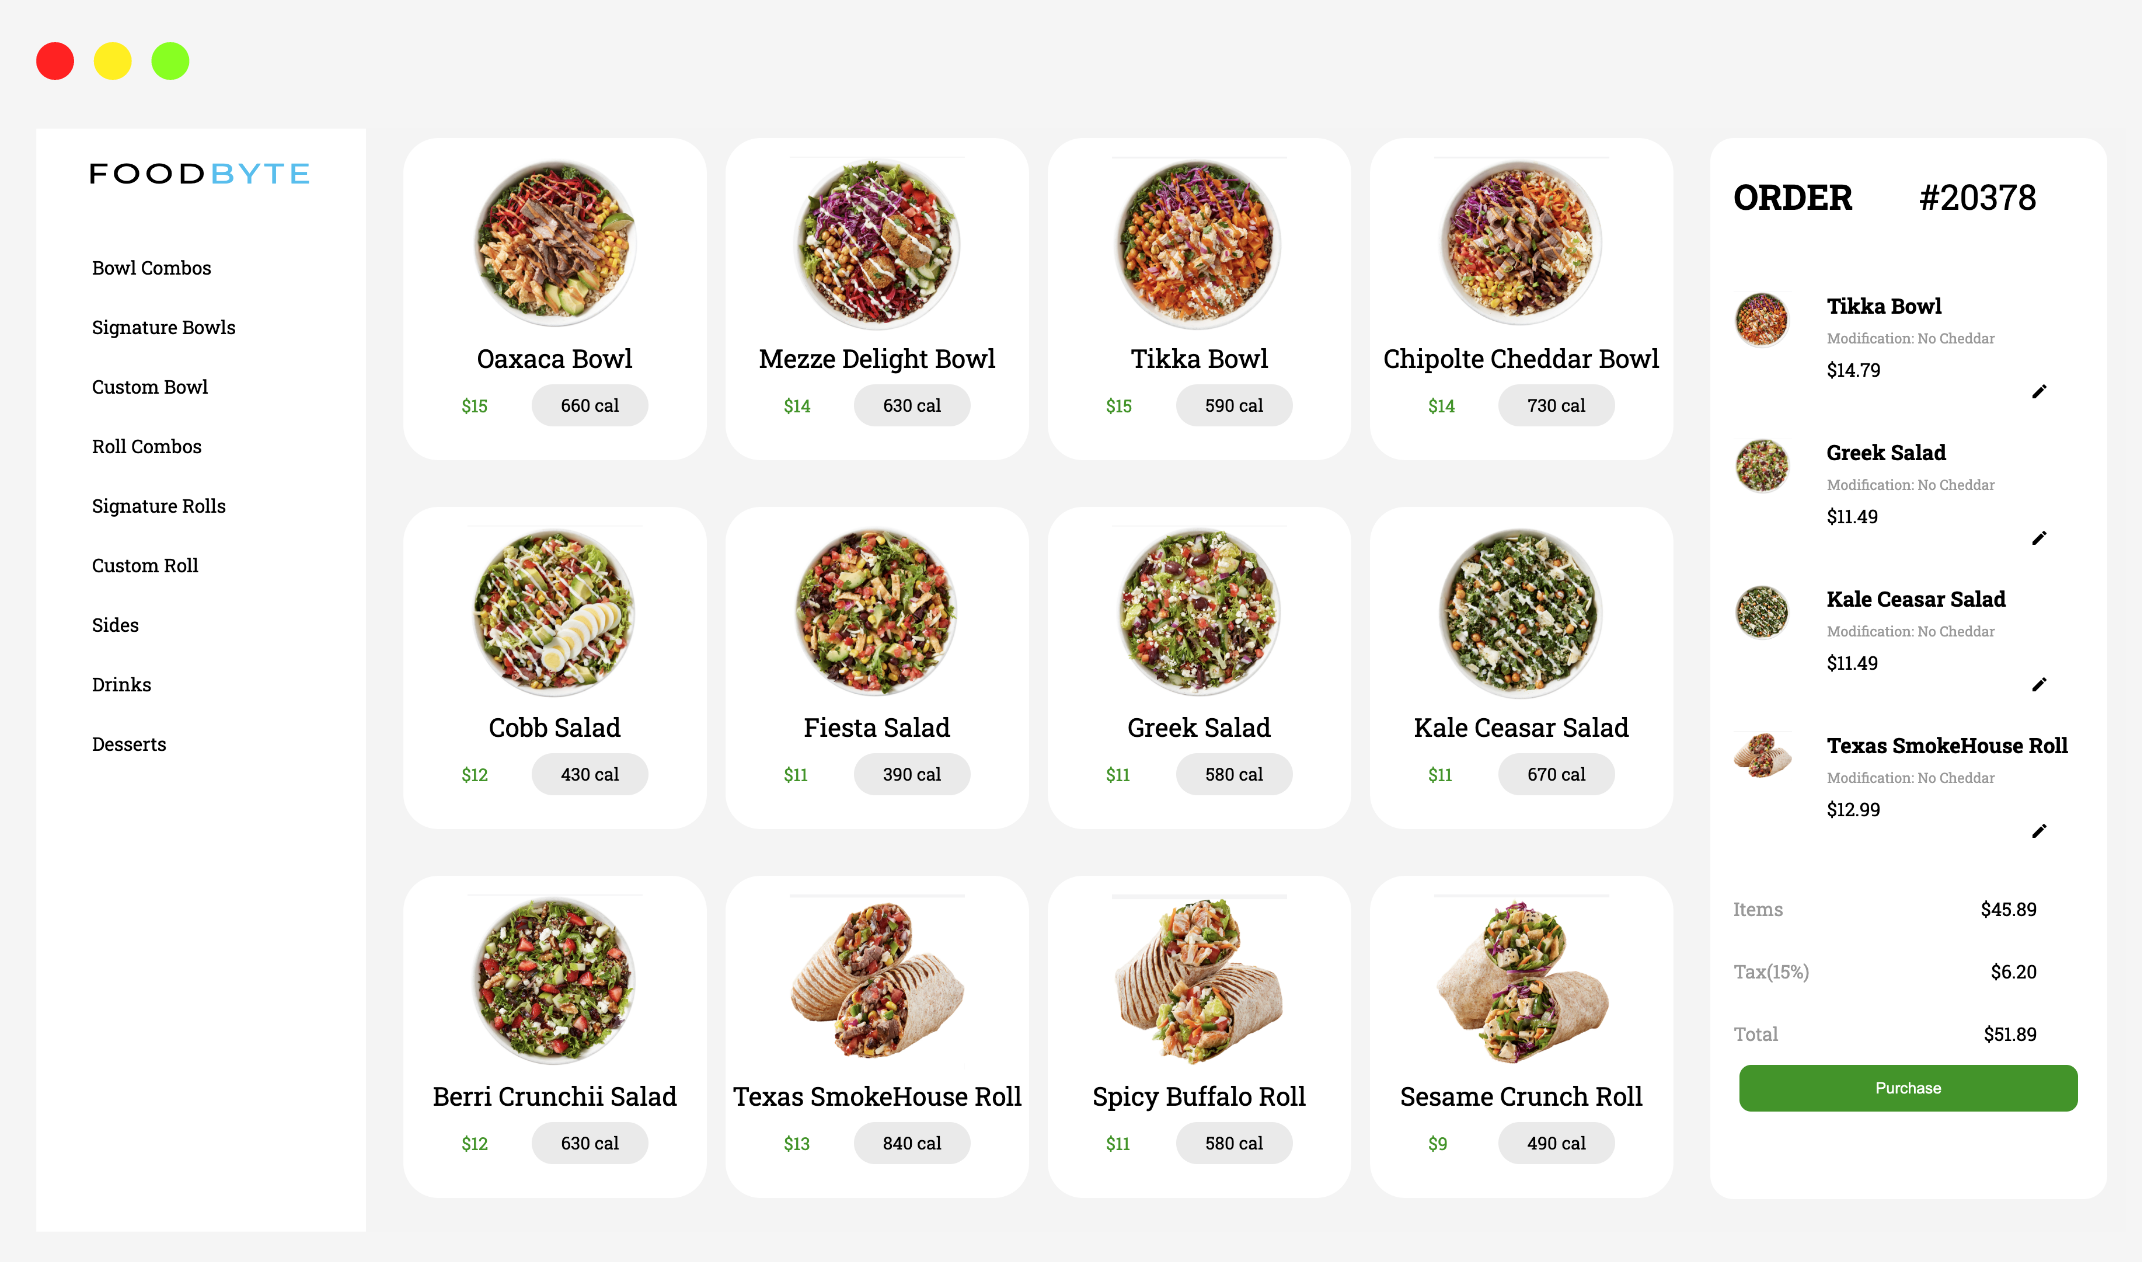 FOODBYTE
Bowl Combos
Signature Bowls
Custom Bowl
Roll Combos
Signature Rolls
Custom Roll
Sides
Drinks
Desserts
Oaxaca Bowl
$15 660 cal
Mezze Delight Bowl
$14 630 cal
Tikka Bowl
$15 590 cal
Chipolte Cheddar Bowl
$14 730 cal
Cobb Salad
$12 430 cal
Fiesta Salad
$11 390 cal
Greek Salad
$11 580 cal
Kale Ceasar Salad
$11 670 cal
Berri Crunchii Salad
$12 630 cal
Texas SmokeHouse Roll
$13 840 cal
Spicy Buffalo Roll
$11 580 cal
Sesame Crunch Roll
$9 490 cal
ORDER #20378
Tikka Bowl
Modification: No Cheddar
$14.79
Greek Salad
Modification: No Cheddar
$11.49
Kale Ceasar Salad
Modification: No Cheddar
$11.49
Texas SmokeHouse Roll
Modification: No Cheddar
$12.99
Items $45.89
Tax(15%) $6.20
Total $51.89
Purchase